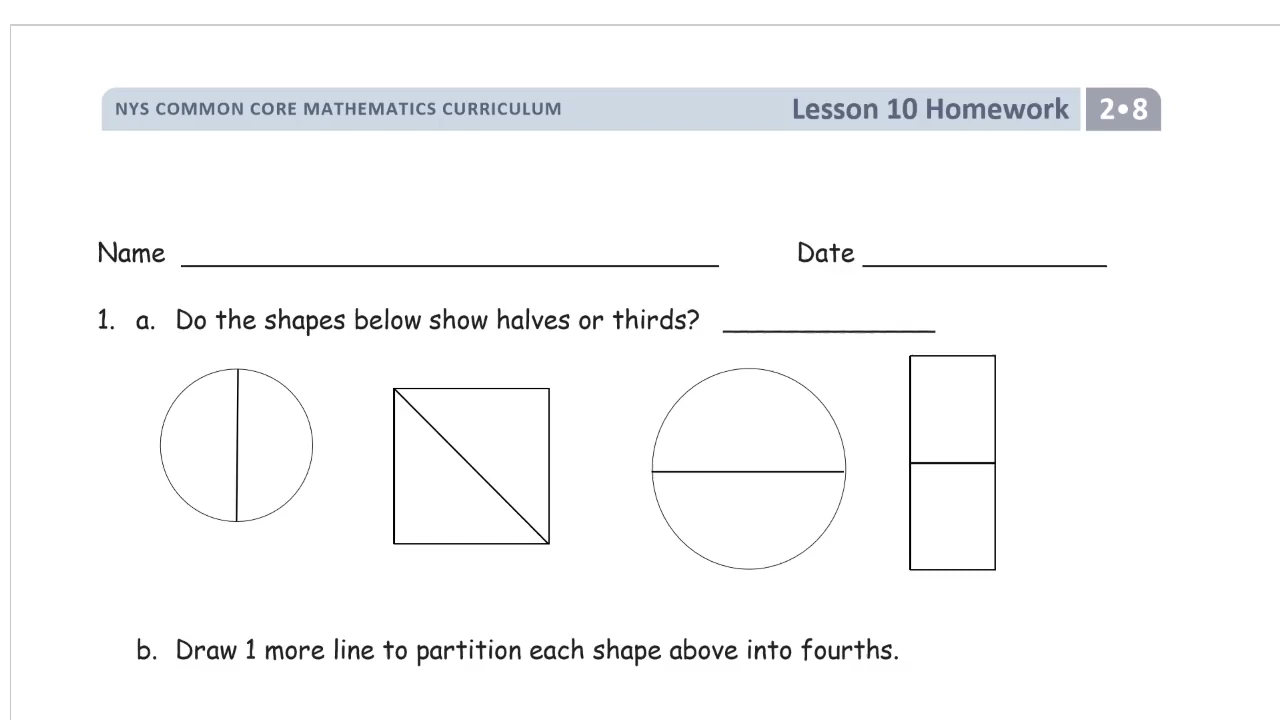 NYS COMMON CORE MATHEMATICS CURRICULUM Lesson 10 Homework 2•8
Name Date
1. a. Do the shapes below show halves or thirds?
b. Draw 1 more line to partition each shape above into fourths.